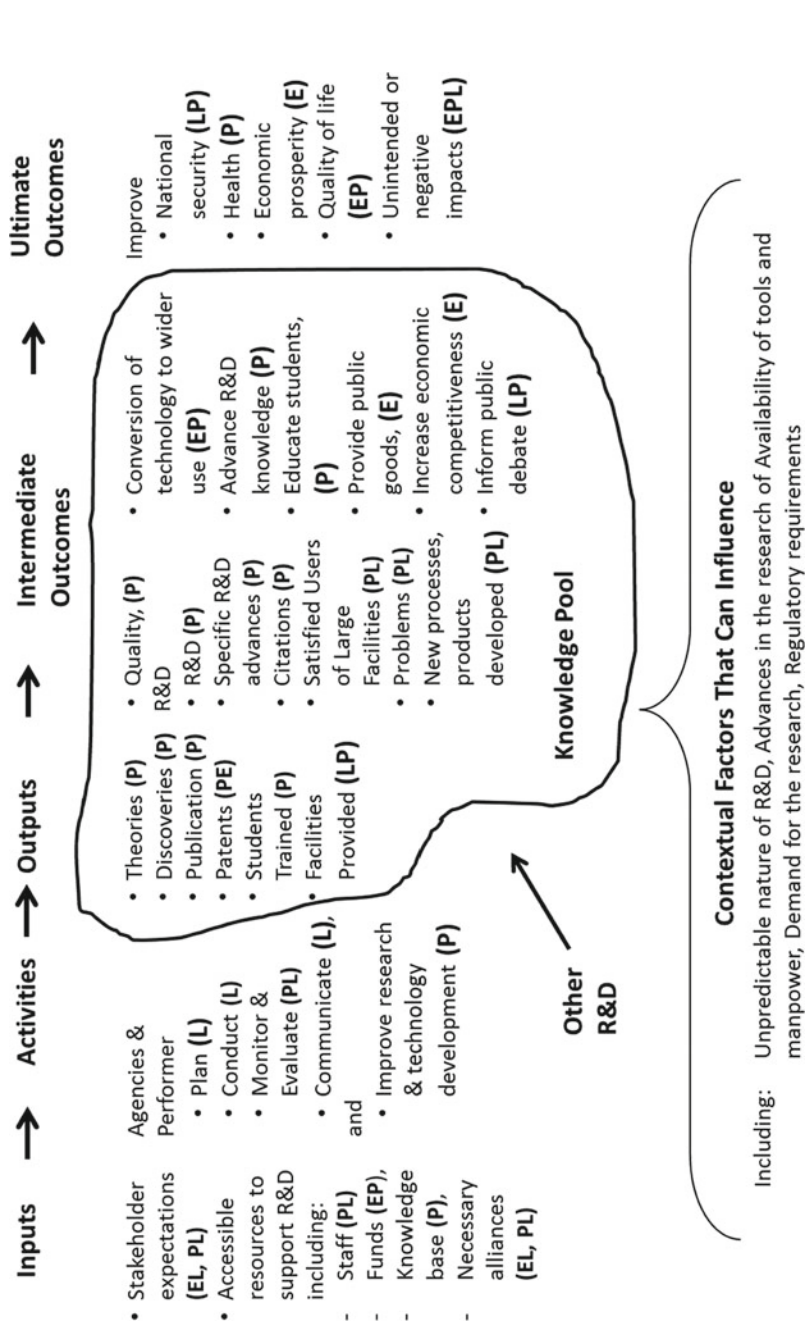 Inputs
Activities
Outputs
Intermediate
Outcomes
Ultimate
Outcomes
• Stakeholder
expectations
(EL, PL)
• Accessible
resources to
support R&D
including:
- Staff (PL)
- Funds (EP),
- Knowledge
base (P),
- Necessary
alliances
(EL, PL)
Agencies &
Performer
• Plan (L)
• Conduct (L)
• Monitor &
Evaluate (PL)
• Communicate (L),
and
• Improve research
& technology
development (P)
• Theories (P)
• Discoveries (P)
• Publication (P)
• Patents (PE)
• Students
Trained (P)
• Facilities
Provided (LP)
• Quality, (P)
R&D
• R&D (P)
• Specific R&D
advances (P)
• Citations (P)
• Satisfied Users
of Large
Facilities (PL)
• Problems (PL)
• New processes,
products
developed (PL)
• Conversion of
technology to wider
use (EP)
• Advance R&D
knowledge (P)
• Educate students,
(P)
• Provide public
goods, (E)
• Increase economic
competitiveness (E)
• Inform public
debate (LP)
Improve
• National
security (LP)
• Health (P)
• Economic
prosperity (E)
• Quality of life
(EP)
• Unintended or
negative
impacts (EPL)
Knowledge Pool
Other
R&D
Contextual Factors That Can Influence
Including: Unpredictable nature of R&D, Advances in the research of Availability of tools and
manpower, Demand for the research, Regulatory requirements